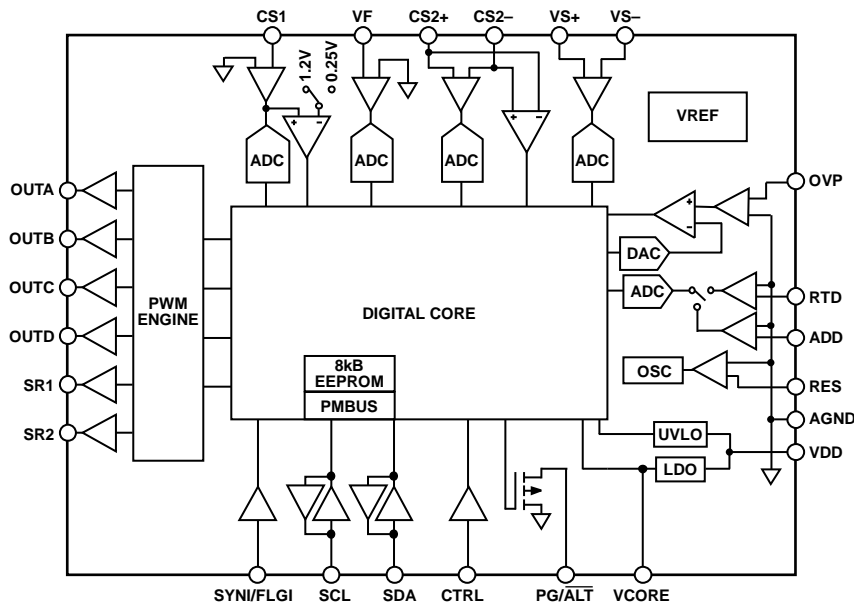 CS1 VF CS2+ CS2– VS+ VS–
1.2V
0.25V
VREF
+ –
+ –
ADC ADC ADC ADC
OUTA
OUTB
OUTC
OUTD
SR1
SR2
PWM
ENGINE
DIGITAL CORE
8kB
EEPROM
PMBUS
+
–
DAC
ADC
OSC
UVLO
LDO
OVP
RTD
ADD
RES
AGND
VDD
SYNI/FLGI SCL SDA CTRL PG/ALT VCORE